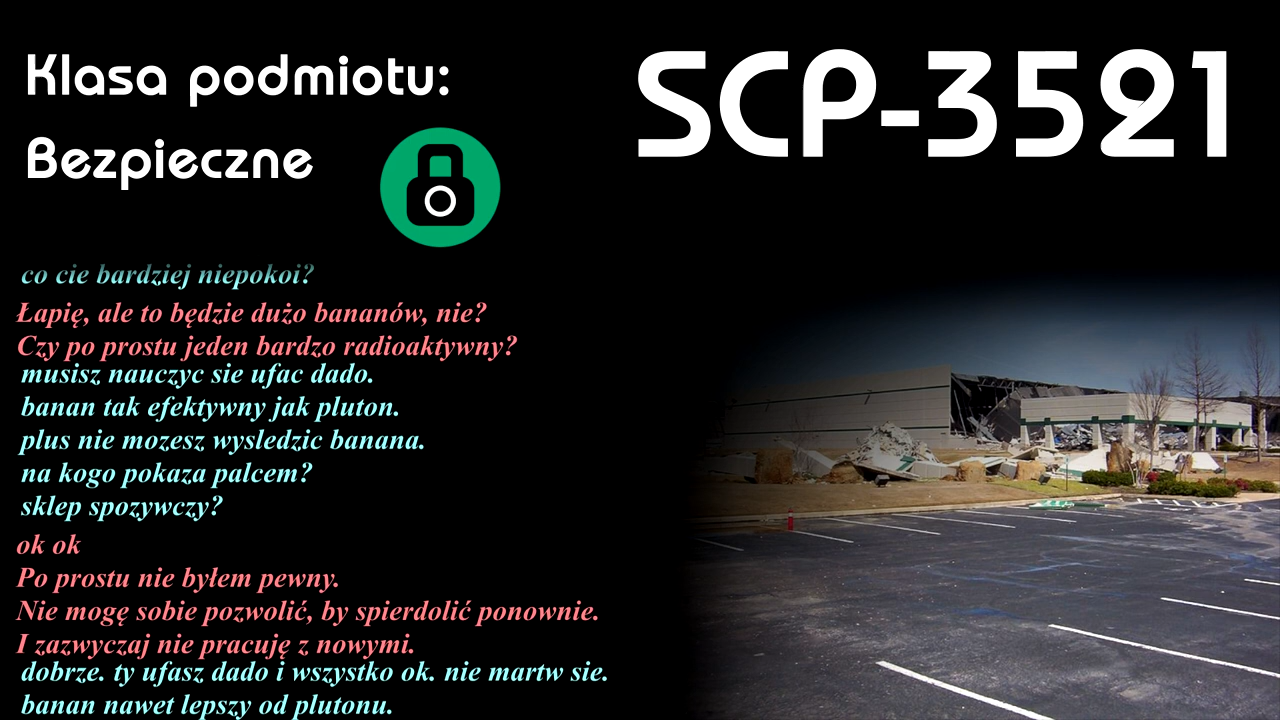 Klasa podmiotu:
Bezpieczne
SCP-3521
co cie bardziej niepokoi?
Łapię, ale to będzie dużo bananów, nie?
Czy po prostu jeden bardzo radioaktywny?
musisz nauczyc sie ufac dado.
banan tak efektywny jak pluton.
plus nie mozesz wysledzic banana.
na kogo pokaza palcem?
sklep spozywczy?
ok ok
Po prostu nie byłem pewny.
Nie mogę sobie pozwolić, by spierdolić ponownie.
I zazwyczaj nie pracuję z nowymi.
dobrze. ty ufasz dado i wszystko ok. nie martw sie.
banan nawet lepszy od plutonu.